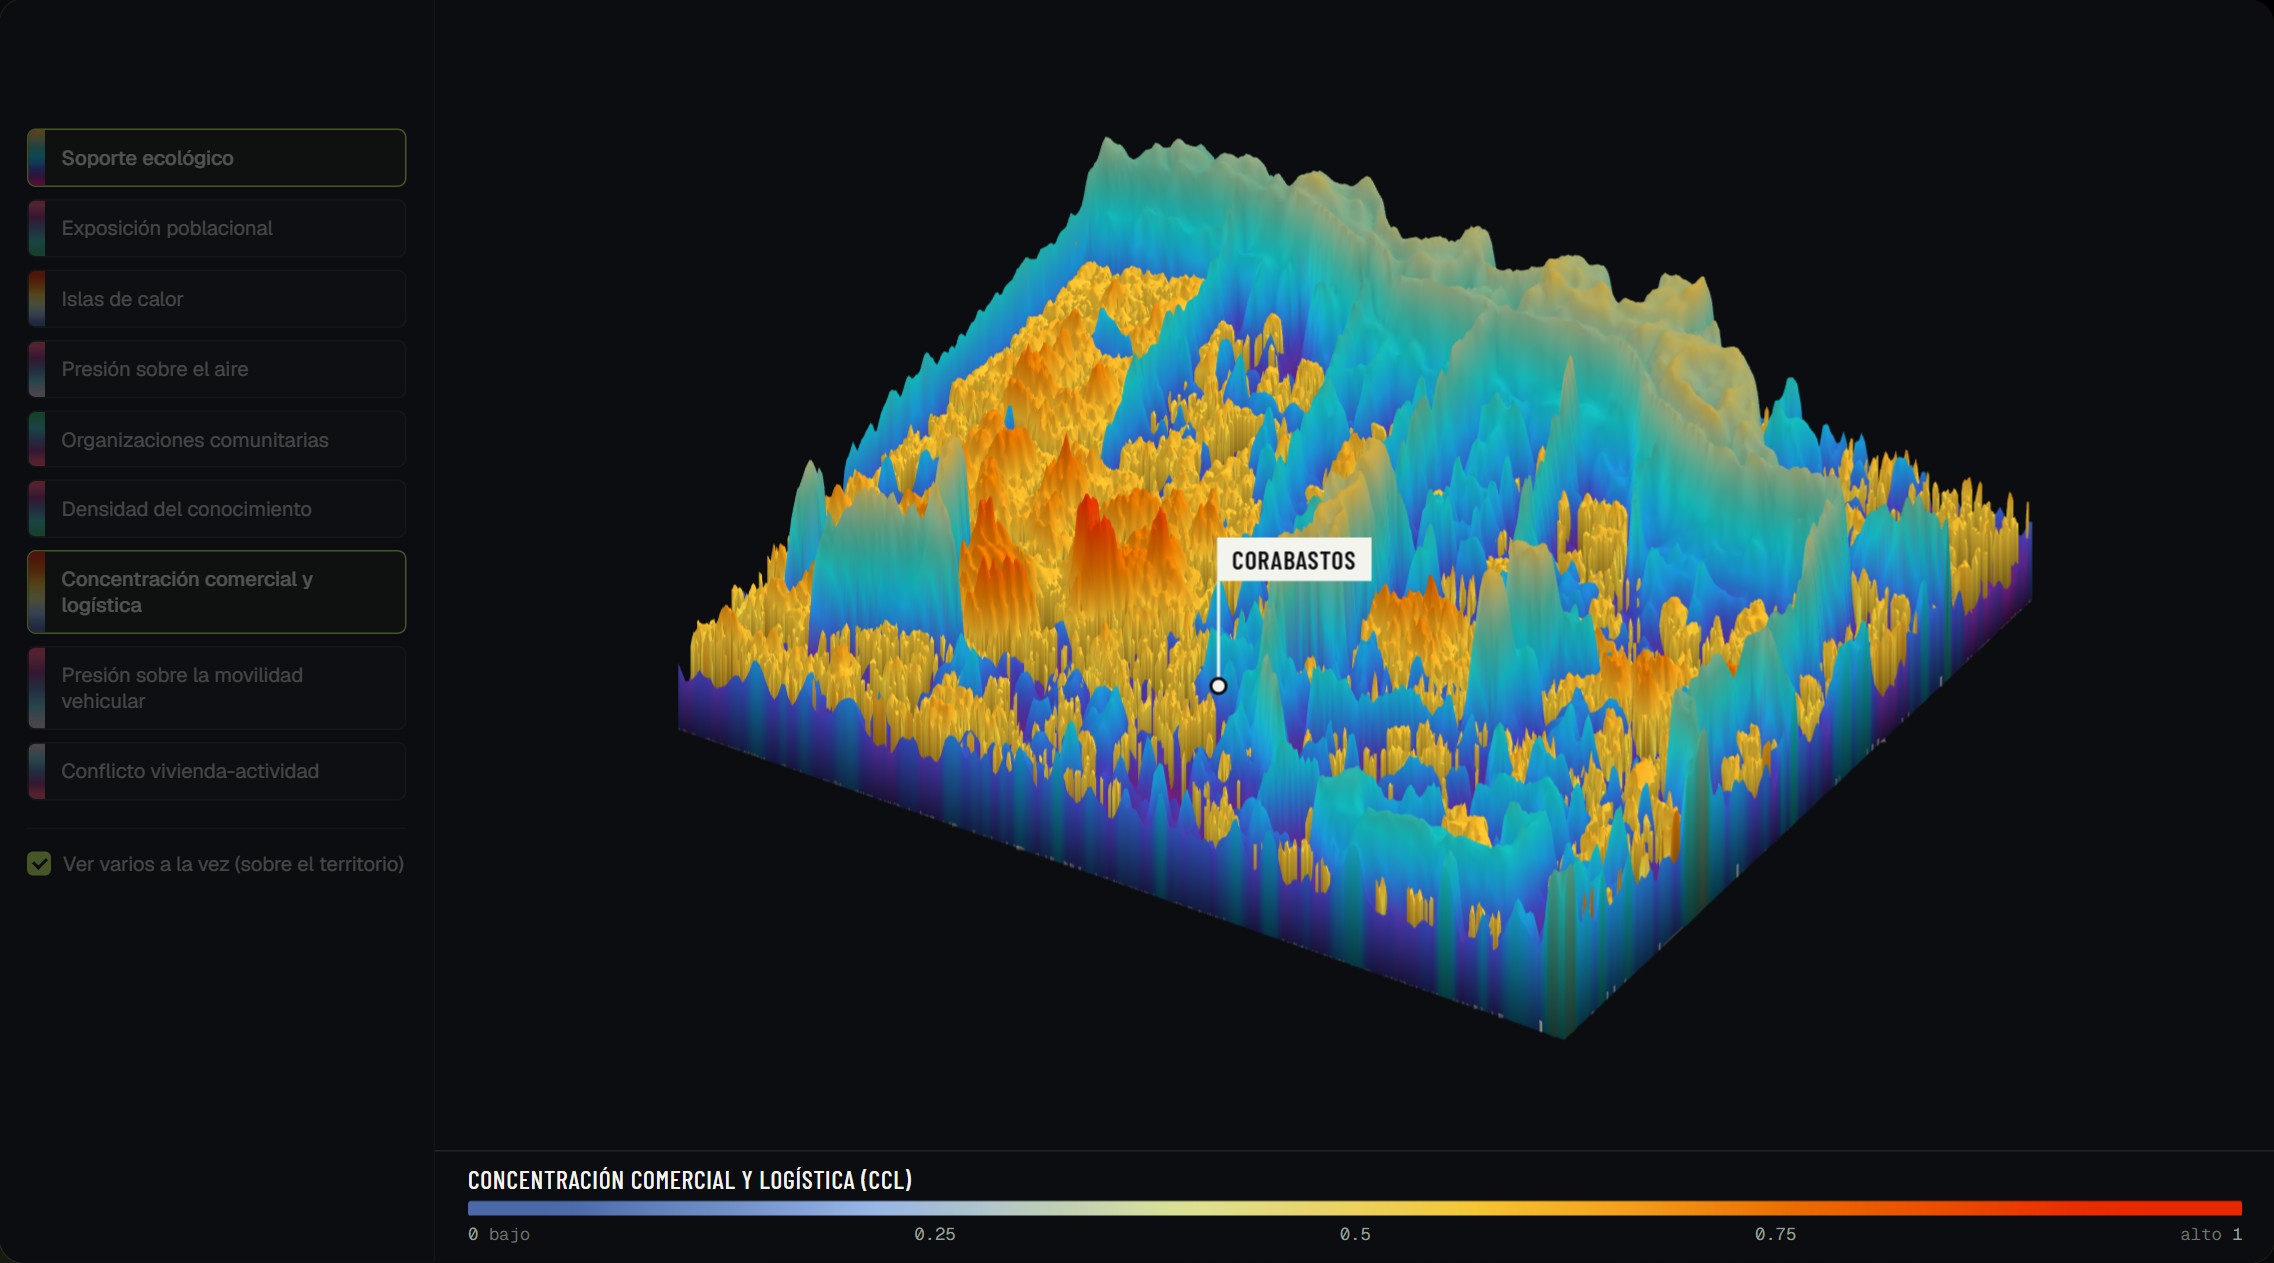 Soporte ecológico
Exposición poblacional
Islas de calor
Presión sobre el aire
Organizaciones comunitarias
Densidad del conocimiento
Concentración comercial y
logística
Presión sobre la movilidad
vehicular
Conflicto vivienda-actividad
Ver varios a la vez (sobre el territorio)
CORABASTOS
CONCENTRACIÓN COMERCIAL Y LOGÍSTICA (CCL)
0 bajo 0.25 0.5 0.75 alto 1